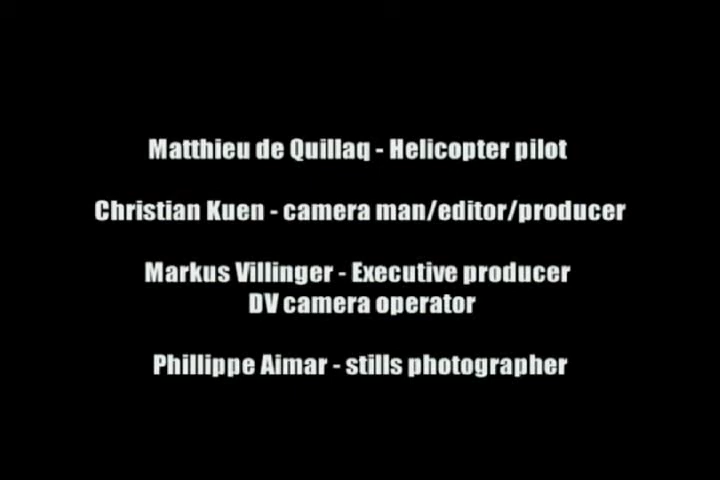 Matthieu de Quillaq - Helicopter pilot
Christian Kuen - camera man/editor/producer
Markus Villinger - Executive producer
DV camera operator
Phillippe Aimar - stills photographer